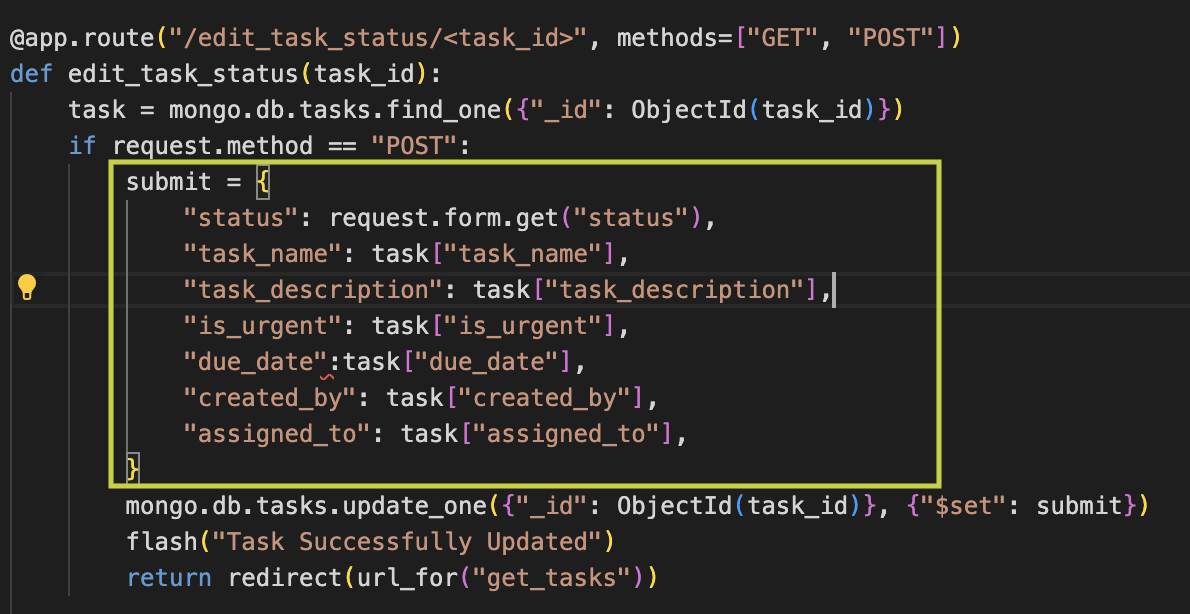 @app.route("/edit_task_status/<task_id>", methods=["GET", "POST"])
def edit_task_status(task_id):
    task = mongo.db.tasks.find_one({"_id": ObjectId(task_id)})
    if request.method == "POST":
        submit = {
            "status": request.form.get("status"),
            "task_name": task["task_name"],
            "task_description": task["task_description"],
            "is_urgent": task["is_urgent"],
            "due_date":task["due_date"],
            "created_by": task["created_by"],
            "assigned_to": task["assigned_to"],
        }
        mongo.db.tasks.update_one({"_id": ObjectId(task_id)}, {"$set": submit})
        flash("Task Successfully Updated")
        return redirect(url_for("get_tasks"))